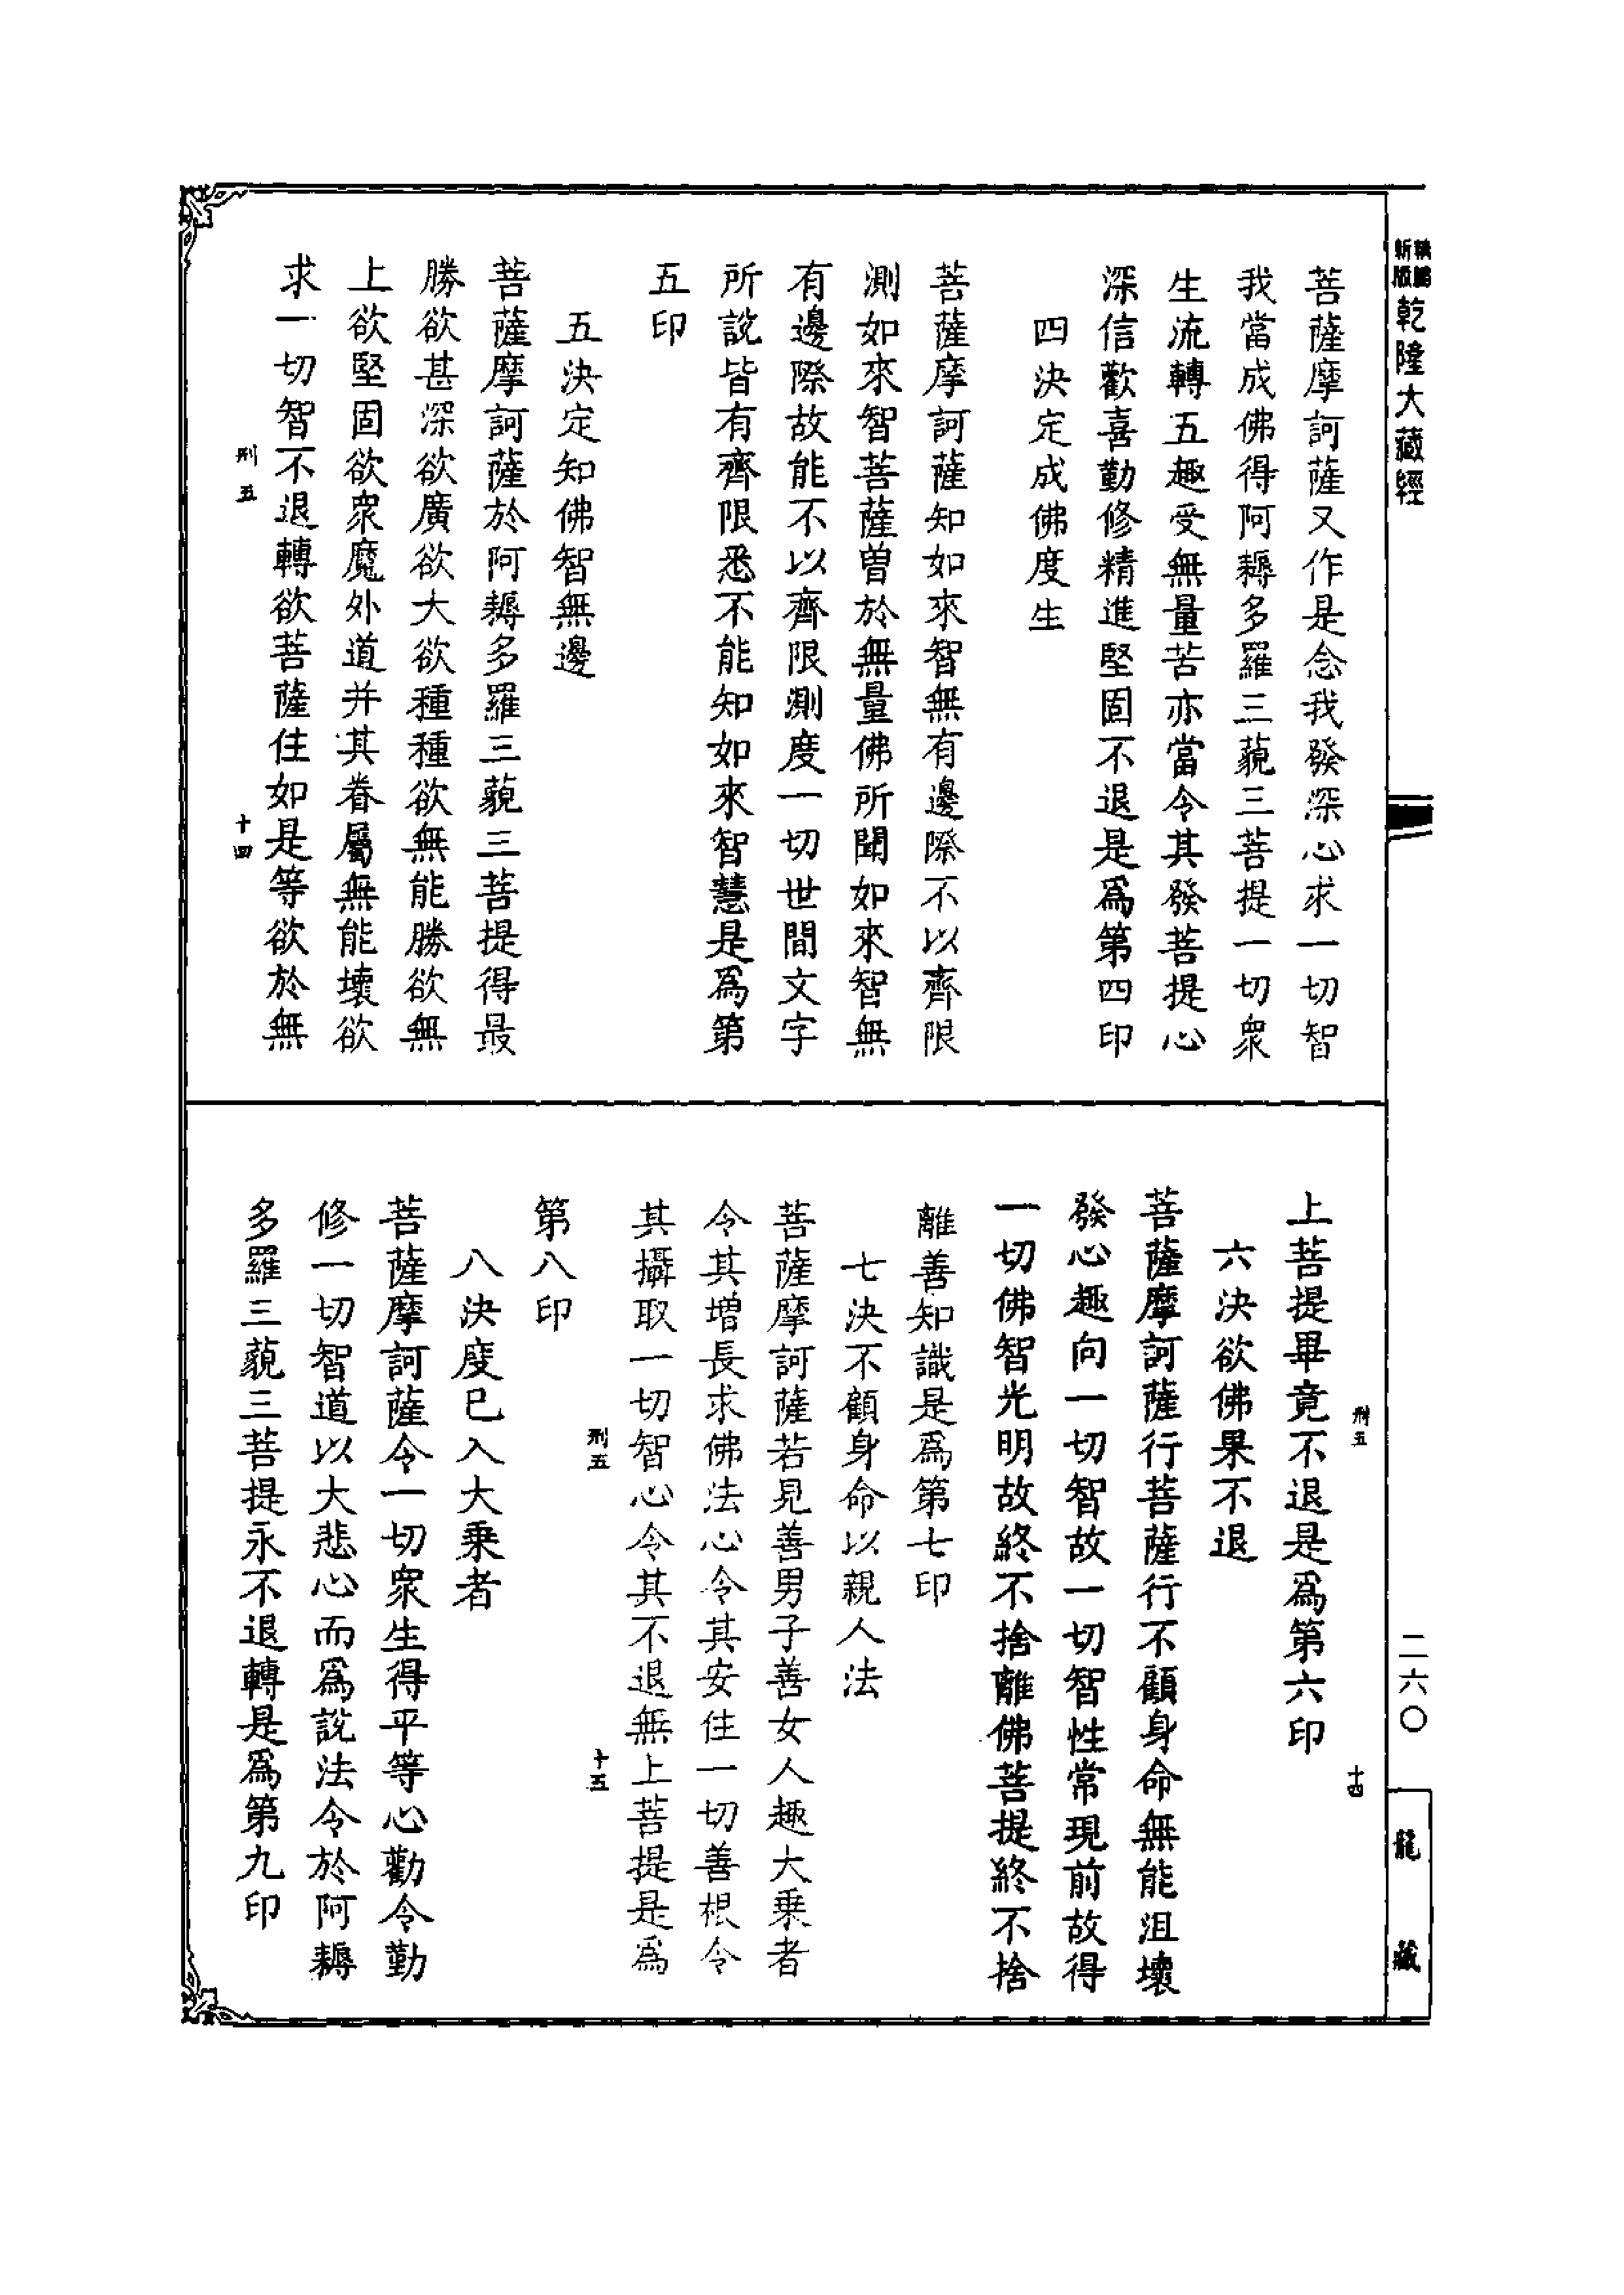 新版
乾隆大藏經
菩薩摩訶薩又作是念我發深心求一切智
我當成佛得阿耨多羅三藐三菩提一切衆
生流轉五趣受無量苦亦當令其發菩提心
深信歡喜勤修精進堅固不退是爲第四印
四決定成佛度生
菩薩摩訶薩知如來智無有邊際不以齊限
測如來智菩薩曾於無量佛所聞如來智無
有邊際故能不以齊限測度一切世間文字
所說皆有齊限悉不能知如來智慧是爲第
五印
五決定知佛智無邊
菩薩摩訶薩於阿耨多羅三藐三菩提得最
勝欲甚深欲廣欲大欲種種欲無能勝欲無
上欲堅固欲衆魔外道并其眷屬無能壞欲
求一切智不退轉欲菩薩住如是等欲於無
刑五
十四
刑五
十四
上菩提畢竟不退是爲第六印
六決欲佛果不退
菩薩摩訶薩行菩薩行不顧身命無能沮壞
發心趣向一切智故一切智性常現前故得
一切佛智光明故終不捨離佛菩提終不捨
離善知識是爲第七印
七決不顧身命以親人法
菩薩摩訶薩若見善男子善女人趣大乘者
令其增長求佛法心令其安住一切善根令
其攝取一切智心令其不退無上菩提是爲
刑五
十五
第八印
八決度已入大乘者
菩薩摩訶薩令一切衆生得平等心勸令勤
修一切智道以大悲心而爲說法令於阿耨
多羅三藐三菩提永不退轉是爲第九印
二六〇
龍藏